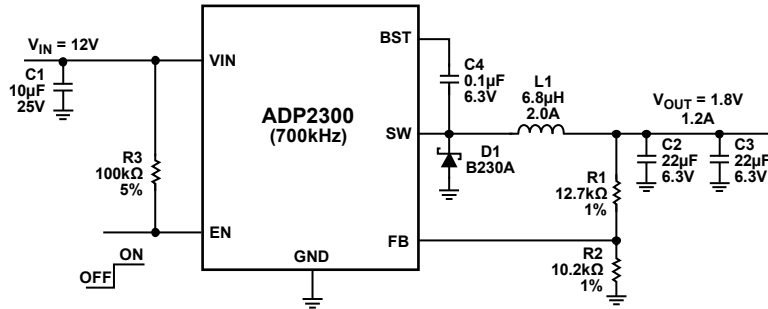 VIN = 12V
C1
10µF
25V
R3
100kΩ
5%
ON
OFF
VIN
EN
ADP2300
(700kHz)
GND
BST
SW
FB
C4
0.1µF
6.3V
L1
6.8µH
2.0A
D1
B230A
VOUT = 1.8V
1.2A
C2
22µF
6.3V
C3
22µF
6.3V
R1
12.7kΩ
1%
R2
10.2kΩ
1%